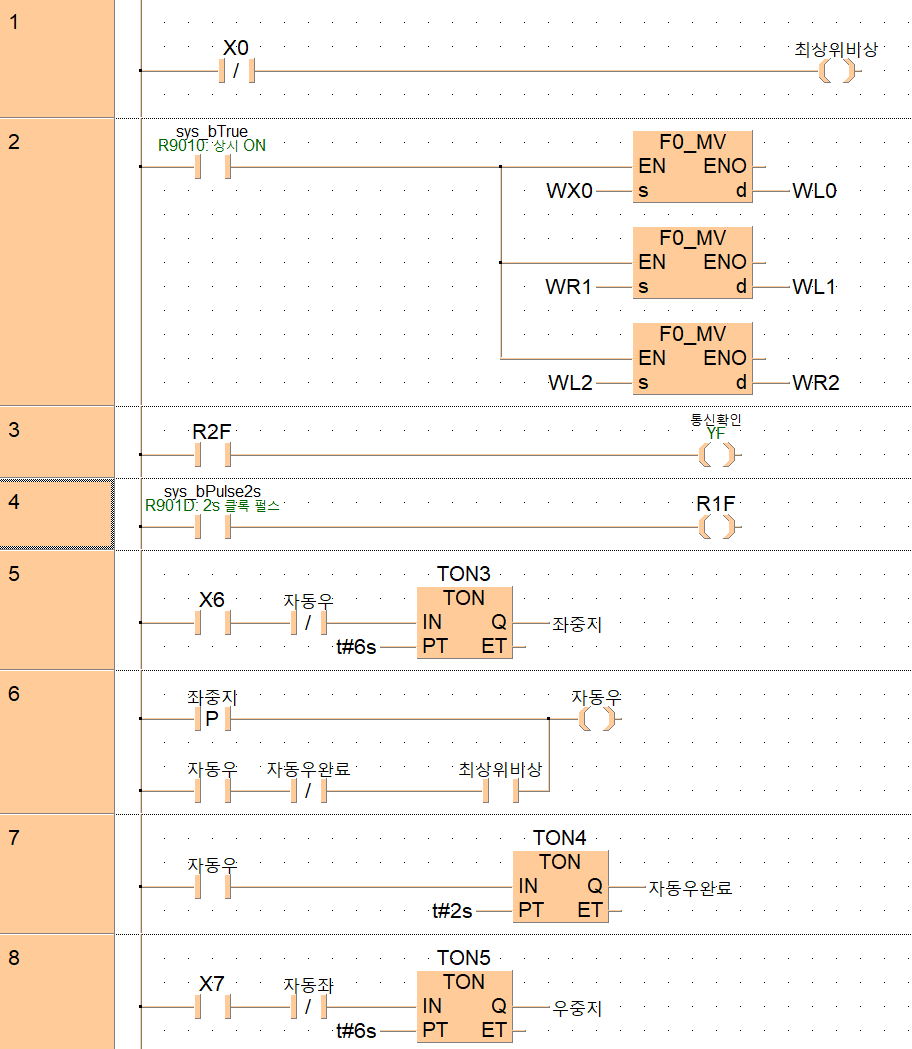 1
X0
최상위비상
/
2
sys_bTrue
R9010: 상시 ON
F0_MV
EN ENO
WX0 s d WL0
F0_MV
EN ENO
WR1 s d WL1
F0_MV
EN ENO
WL2 s d WR2
3
R2F
통신확인
YF
4
sys_bPulse2s
R901D: 2s 클록 펄스
R1F
5
TON3
X6 자동우 TON
/ IN Q 좌중지
t#6s PT ET
6
좌중지 자동우
P
자동우 자동우완료 최상위비상
/
7
TON4
자동우 TON
IN Q 자동우완료
t#2s PT ET
8
TON5
X7 자동좌 TON
/ IN Q 우중지
t#6s PT ET